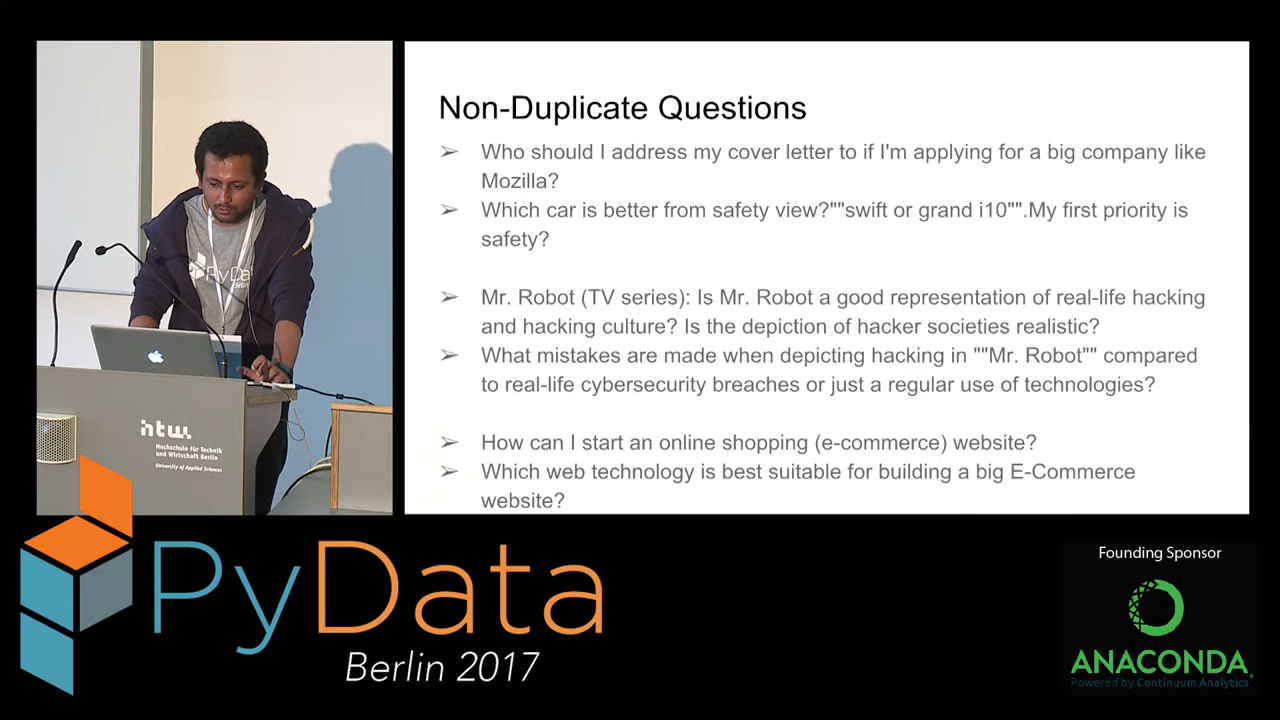 Non-Duplicate Questions
➢ Who should I address my cover letter to if I'm applying for a big company like
Mozilla?
➢ Which car is better from safety view?""swift or grand i10"".My first priority is
safety?
➢ Mr. Robot (TV series): Is Mr. Robot a good representation of real-life hacking
and hacking culture? Is the depiction of hacker societies realistic?
➢ What mistakes are made when depicting hacking in ""Mr. Robot"" compared
to real-life cybersecurity breaches or just a regular use of technologies?
➢ How can I start an online shopping (e-commerce) website?
➢ Which web technology is best suitable for building a big E-Commerce
website?
PyData
Berlin
htw
Hochschule für Technik
und Wirtschaft Berlin
University of Applied Sciences
PyData
Berlin 2017
Founding Sponsor
ANACONDA
Powered by Continuum Analytics